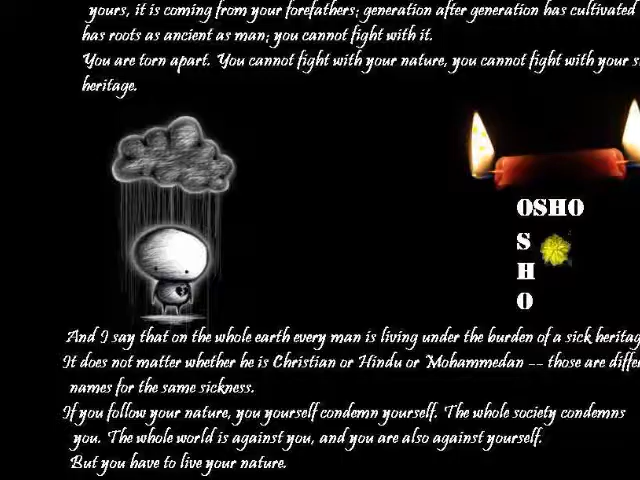 yours, it is coming from your forefathers; generation after generation has cultivated
has roots as ancient as man; you cannot fight with it.
You are torn apart. You cannot fight with your nature, you cannot fight with your
heritage.
OSHO
S
H
O
And I say that on the whole earth every man is living under the burden of a sick
It does not matter whether he is Christian or Hindu or Mohammedan -- those are
names for the same sickness.
If you follow your nature, you yourself condemn yourself. The whole society condemns
you. The whole world is against you, and you are also against yourself.
But you have to live your nature.